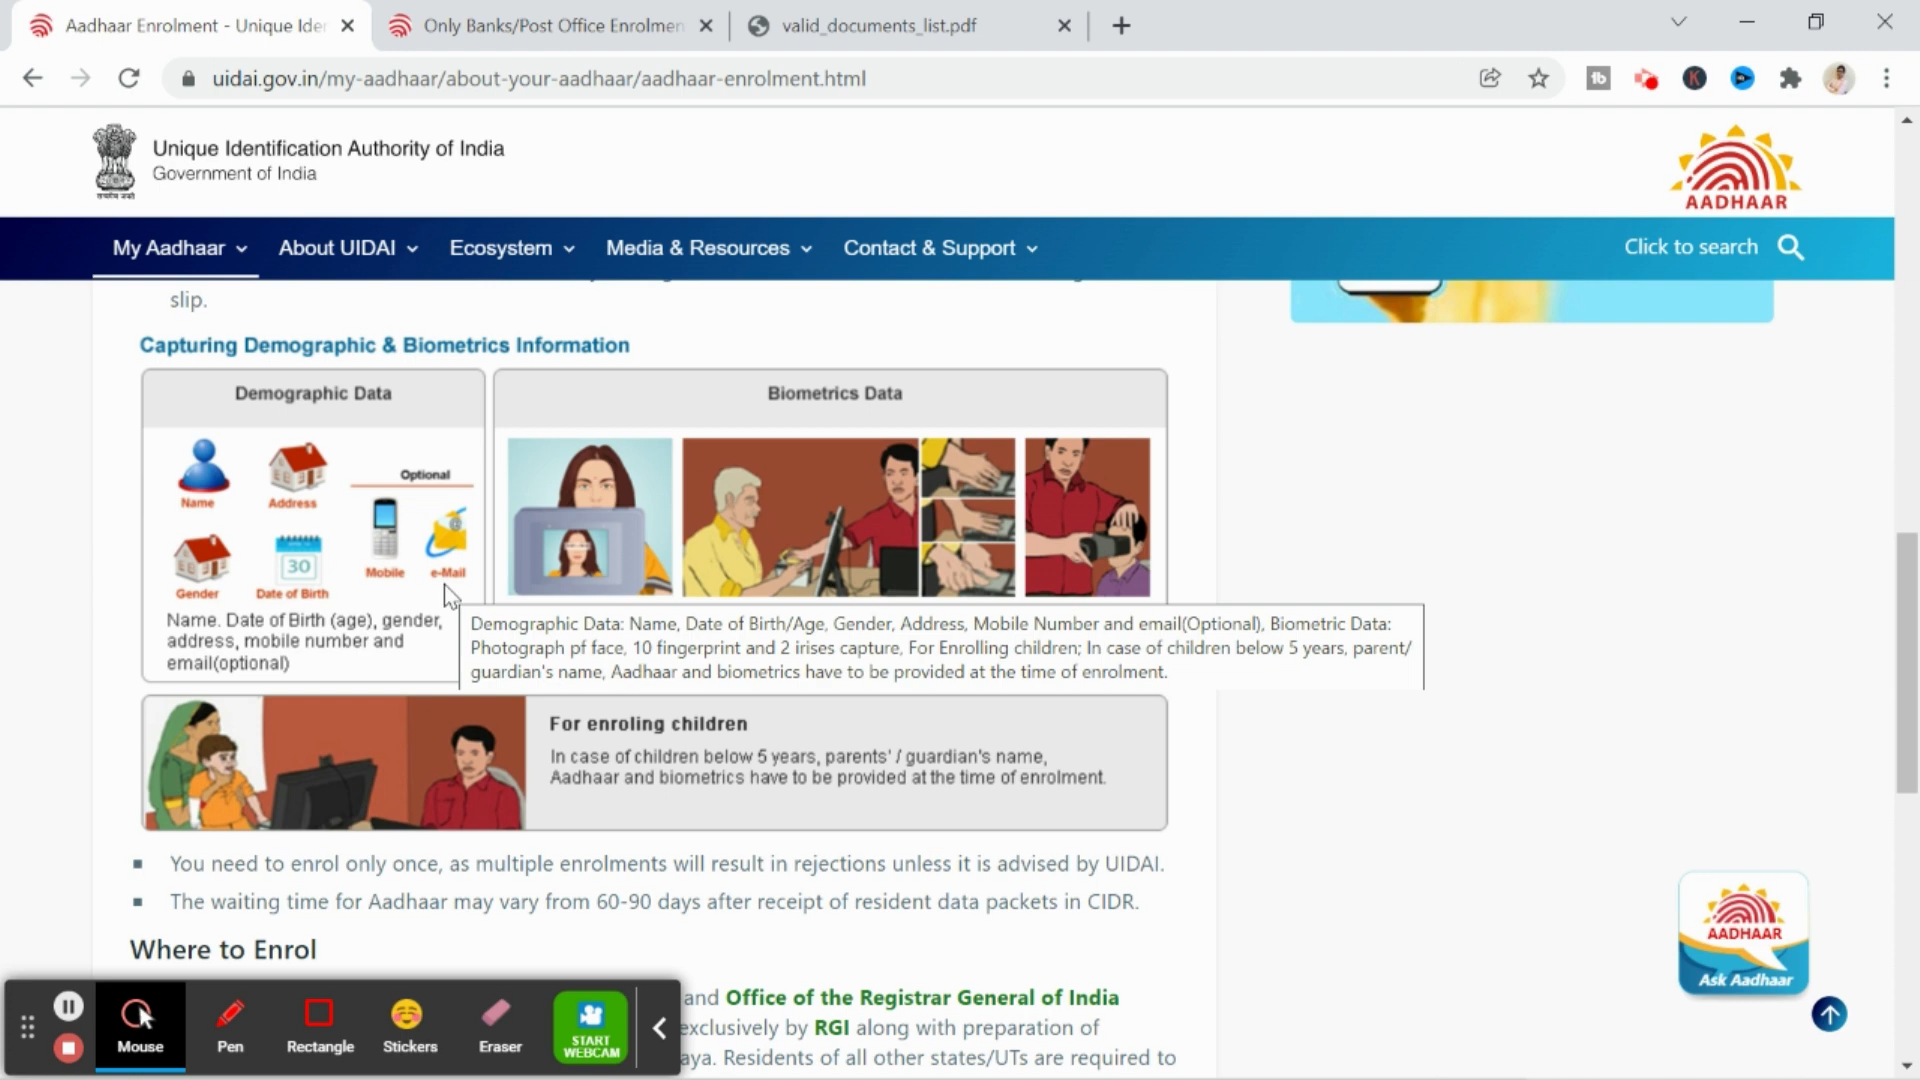 Aadhaar Enrolment - Unique Ider
Only Banks/Post Office Enrolmen
valid_documents_list.pdf
uidai.gov.in/my-aadhaar/about-your-aadhaar/aadhaar-enrolment.html
Unique Identification Authority of India
Government of India
सत्यमेव जयते
AADHAAR
My Aadhaar
About UIDAI
Ecosystem
Media & Resources
Contact & Support
Click to search
slip.
Capturing Demographic & Biometrics Information
Demographic Data
Biometrics Data
Optional
Name
Address
Gender
Date of Birth
30
Mobile
e-Mail
Name. Date of Birth (age), gender,
address, mobile number and
email(optional)
Demographic Data: Name, Date of Birth/Age, Gender, Address, Mobile Number and email(Optional), Biometric Data:
Photograph pf face, 10 fingerprint and 2 irises capture, For Enrolling children; In case of children below 5 years, parent/
guardian's name, Aadhaar and biometrics have to be provided at the time of enrolment.
For enroling children
In case of children below 5 years, parents' / guardian's name,
Aadhaar and biometrics have to be provided at the time of enrolment.
You need to enrol only once, as multiple enrolments will result in rejections unless it is advised by UIDAI.
The waiting time for Aadhaar may vary from 60-90 days after receipt of resident data packets in CIDR.
Where to Enrol
and Office of the Registrar General of India
exclusively by RGI along with preparation of
aya. Residents of all other states/UTs are required to
AADHAAR
Ask Aadhaar
Mouse
Pen
Rectangle
Stickers
Eraser
START
WEBCAM